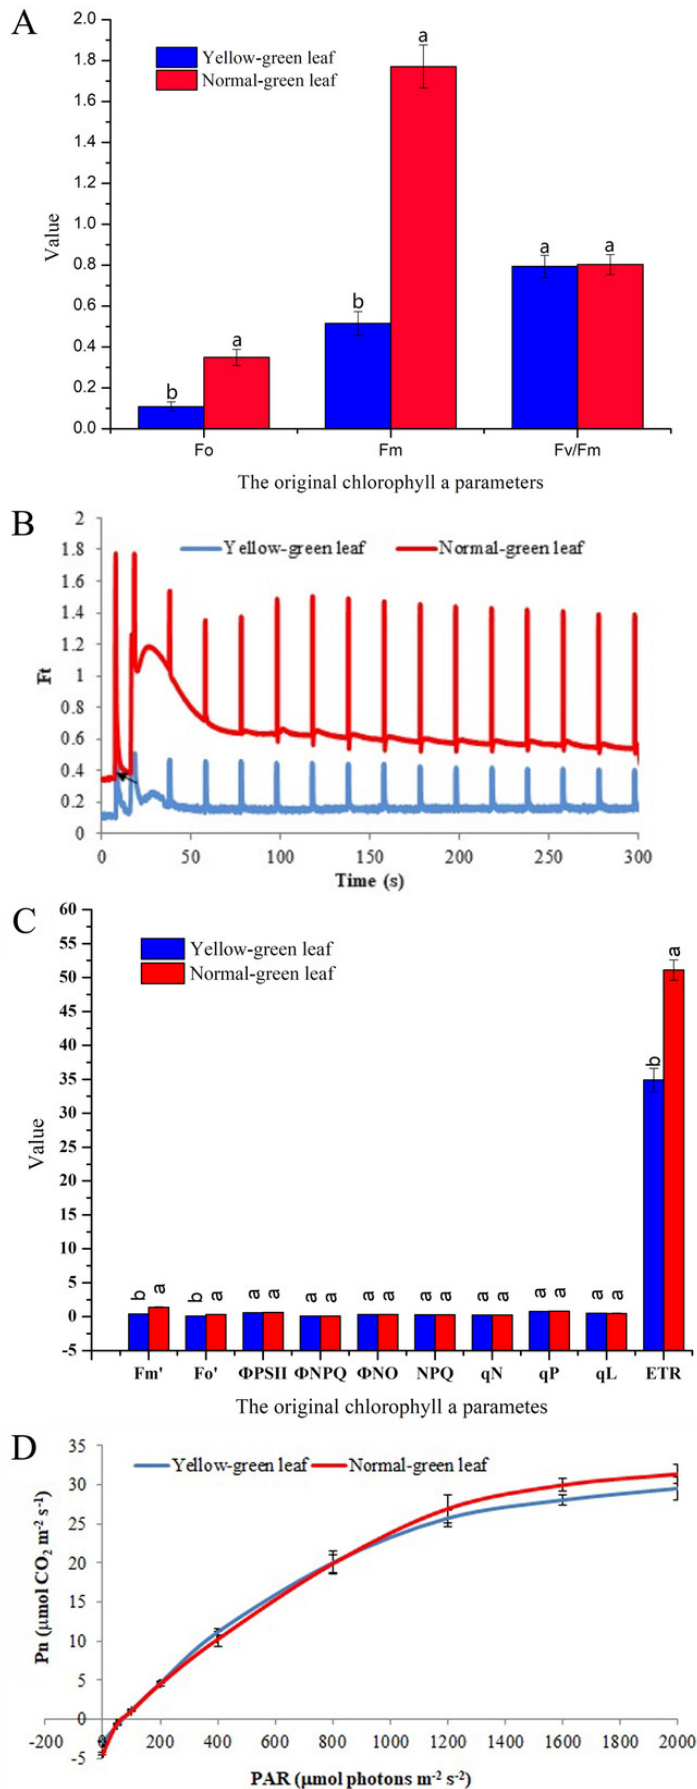 A
2.0
1.8
1.6
1.4
1.2
1.0
0.8
0.6
0.4
0.2
0.0
Value
Yellow-green leaf
Normal-green leaf
b
a
b
a
a
a
Fo
Fm
Fv/Fm
The original chlorophyll a parameters
B
2
1.8
1.6
1.4
1.2
1
0.8
0.6
0.4
0.2
0
Ft
Yellow-green leaf
Normal-green leaf
0
50
100
150
200
250
300
Time (s)
C
60
55
50
45
40
35
30
25
20
15
10
5
0
-5
Value
Yellow-green leaf
Normal-green leaf
b a b a a a a a a a a a a a a a a a b a
Fm' Fo' ΦPSII ΦNPQ ΦNO NPQ qN qP qL ETR
The original chlorophyll a parametes
D
35
30
25
20
15
10
5
0
-5
Pn (μmol CO₂ m⁻² s⁻¹)
Yellow-green leaf
Normal-green leaf
-200
0
200
400
600
800
1000
1200
1400
1600
1800
2000
PAR (μmol photons m⁻² s⁻²)